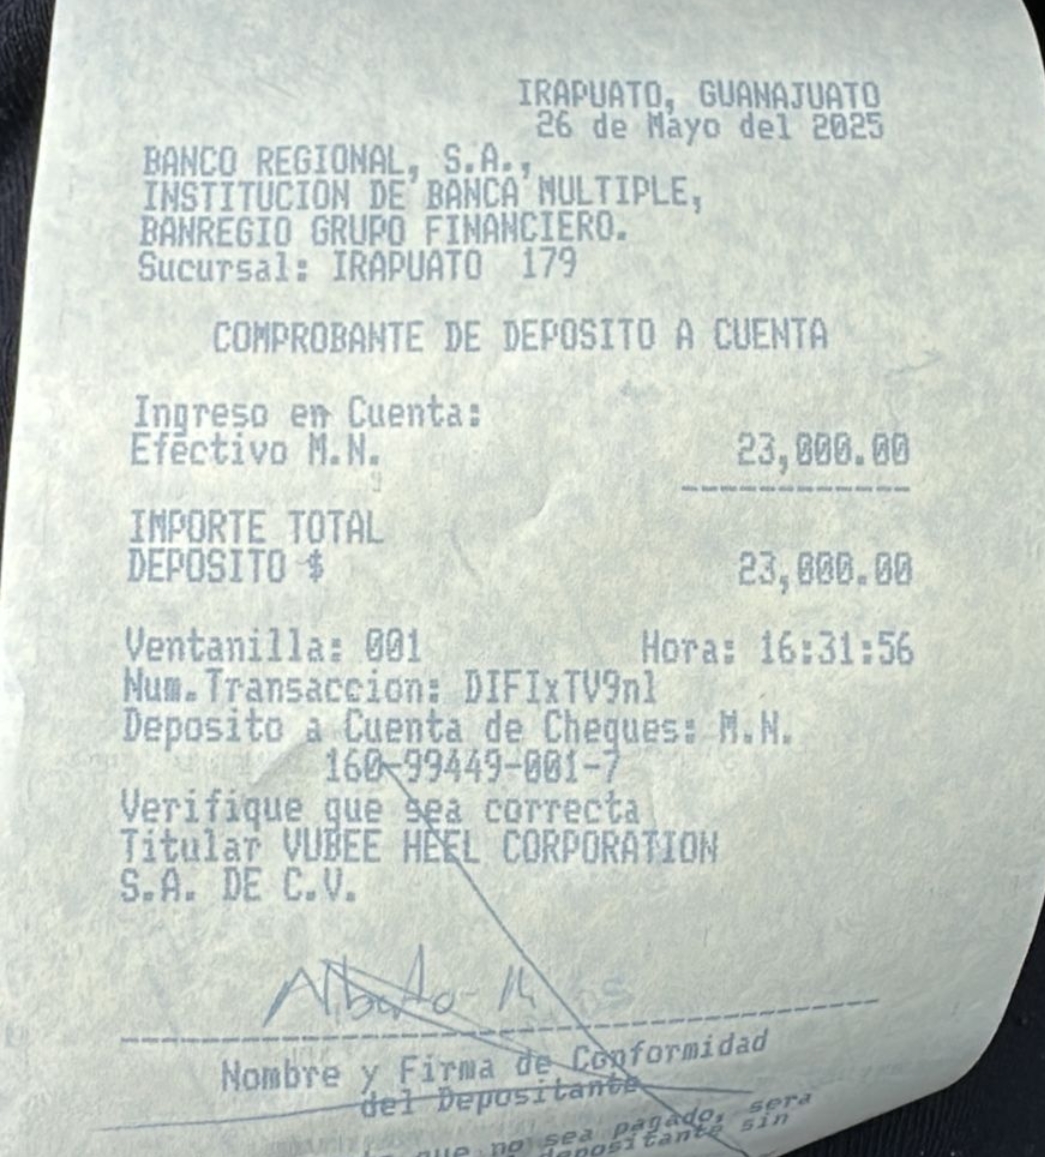 IRAPUATO, GUANAJUATO
26 de Mayo del 2025
BANCO REGIONAL, S.A.,
INSTITUCION DE BANCA MULTIPLE,
BANREGIO GRUPO FINANCIERO.
Sucursal: IRAPUATO 179
COMPROBANTE DE DEPOSITO A CUENTA
Ingreso en Cuenta:
Efectivo M.N. 23,000.00
IMPORTE TOTAL
DEPOSITO $ 23,000.00
Ventanilla: 001 Hora: 16:31:56
Num.Transaccion: DIFIxTV9nl
Deposito a Cuenta de Cheques: M.N.
160-99449-001-7
Verifique que sea correcta
Titular VUBEE HEEL CORPORATION
S.A. DE C.V.
Nombre y Firma de Conformidad
del Depositante
que no sea pagado, sera
depositante sin